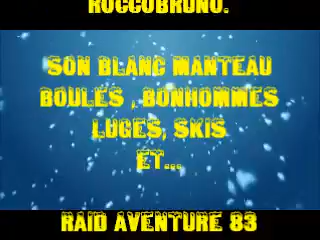 ROCCOBRUNO.
SON BLANC MANTEAU
BOULES , BONHOMMES
LUGES, SKIS
ET...
RAID AVENTURE 83